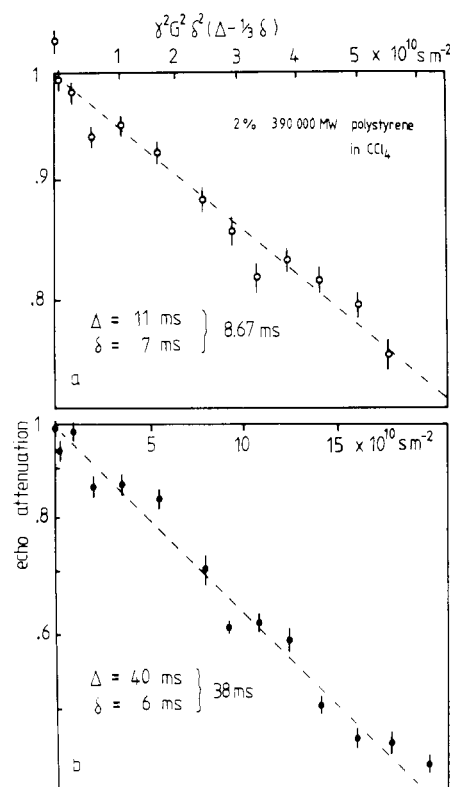 γ²G²δ²(Δ-⅓ δ)
1 2 3 4 5 × 10¹⁰ s m⁻²
1
.9
.8
2% 390 000 MW polystyrene
in CCl₄
Δ = 11 ms
δ = 7 ms
} 8.67 ms
a
1
.8
.6
5 10 15 × 10¹⁰ s m⁻²
echo attenuation
Δ = 40 ms
δ = 6 ms
} 38 ms
b